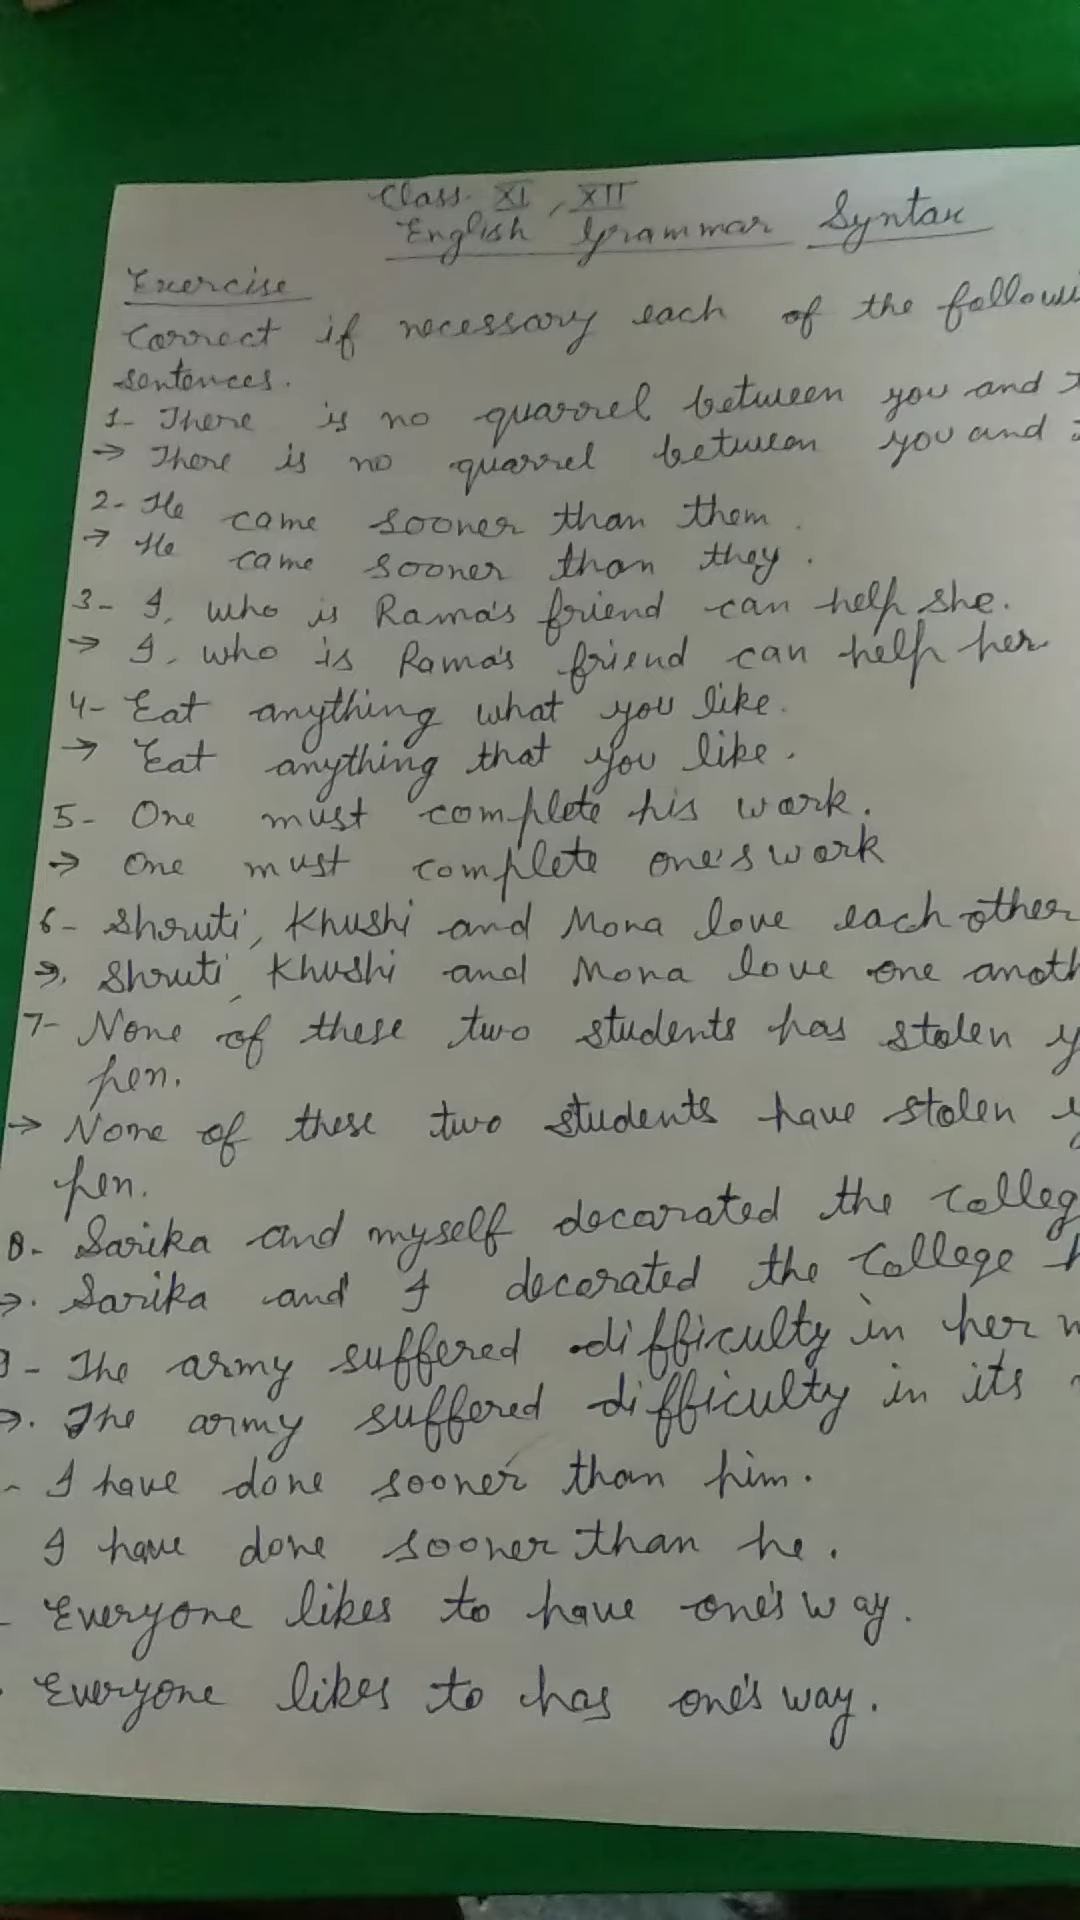 Class. XI, XII
English Grammar Syntax
Exercise
Correct if necessary each of the
sentences.
1- There is no quarrel between you and
→ There is no quarrel between you and
2- He came sooner than them.
→ He came sooner than they.
3- I, who is Rama's friend can help she.
→ I, who is Rama's friend can help her
4- Eat anything what you like.
→ Eat anything that you like.
5- One must complete his work.
→ One must complete one's work
6- Shruti, Khushi and Mona love each other
→. Shruti, Khushi and Mona love one
7- None of these two students has stolen
pen.
→ None of these two students have stolen
pen.
8- Sarika and myself decorated the
→. Sarika and I decorated the College
9- The army suffered difficulty in her
→. The army suffered difficulty in its
- I have done sooner than him.
I have done sooner than he.
- Everyone likes to have one's way.
Everyone likes to has one's way.